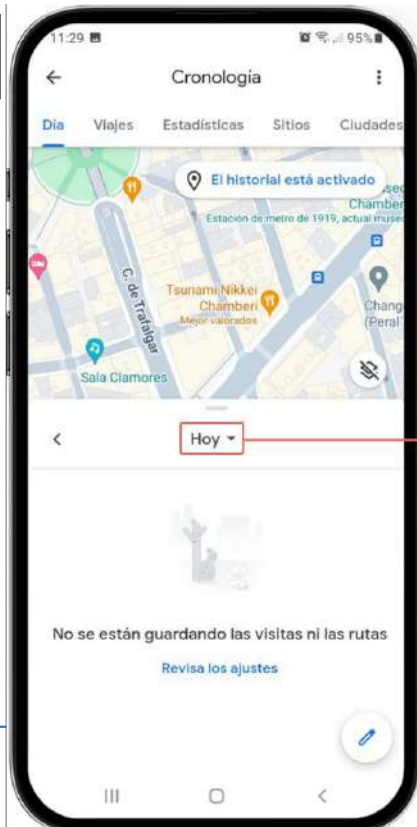 11:29 95%
Cronología
Día Viajes Estadísticas Sitios Ciudades
El historial está activado
Chamber
Estación de metro de 1919, actual muse
C. de Trafalgar
Tsunami Nikkei
Chamberí
Mejor valorados
Chang
(Peral
Sala Clamores
Hoy
No se están guardando las visitas ni las rutas
Revisa los ajustes